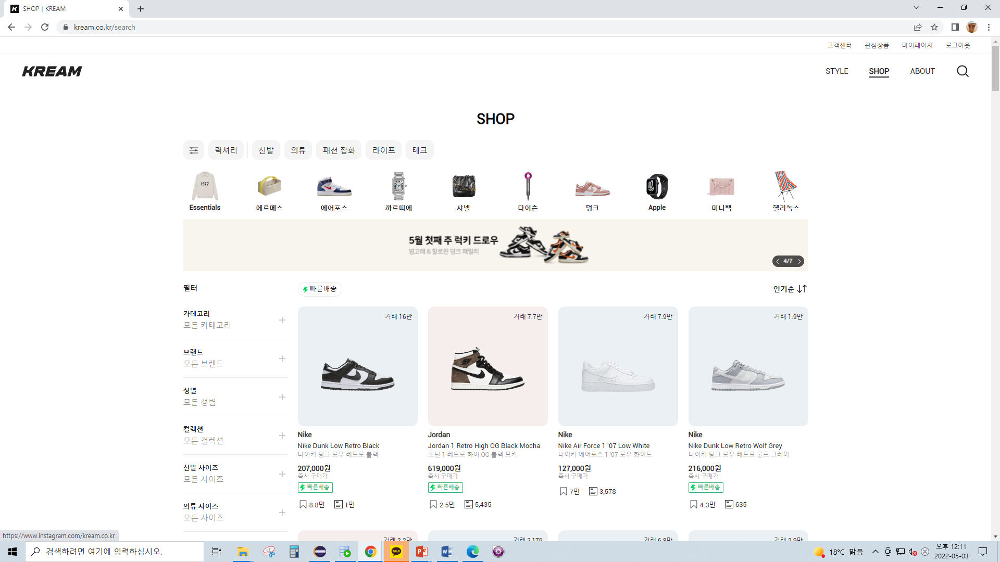 SHOP | KREAM
kream.co.kr/search
고객센터 관심상품 마이페이지 로그아웃
KREAM
STYLE SHOP ABOUT
SHOP
럭셔리 신발 의류 패션 잡화 라이프 테크
1977
Essentials 에르메스 에어포스 까르띠에 샤넬 다이슨 덩크 Apple 미니백 헬리녹스
5월 첫째 주 럭키 드로우
범고래 & 할로윈 덩크 패밀리
4/7
필터
빠른배송
인기순
카테고리
모든 카테고리
브랜드
모든 브랜드
성별
모든 성별
컬렉션
모든 컬렉션
신발 사이즈
모든 사이즈
의류 사이즈
모든 사이즈
거래 16만
Nike
Nike Dunk Low Retro Black
나이키 덩크 로우 레트로 블랙
207,000원
즉시 구매가
빠른배송
8.8만 1만
거래 7.7만
Jordan
Jordan 1 Retro High OG Black Mocha
조던 1 레트로 하이 OG 블랙 모카
619,000원
즉시 구매가
빠른배송
2.5만 5,435
거래 7.9만
Nike
Nike Air Force 1 '07 Low White
나이키 에어포스 1 '07 로우 화이트
127,000원
즉시 구매가
7만 3,578
거래 1.9만
Nike
Nike Dunk Low Retro Wolf Grey
나이키 덩크 로우 레트로 울프 그레이
216,000원
즉시 구매가
빠른배송
4.3만 635
거래 2.2만 거래 2,179 거래 6.8만 거래 2.9만
https://www.instagram.com/kream.co.kr
검색하려면 여기에 입력하십시오.
TALK
18°C 맑음
오후 12:11
2022-05-03